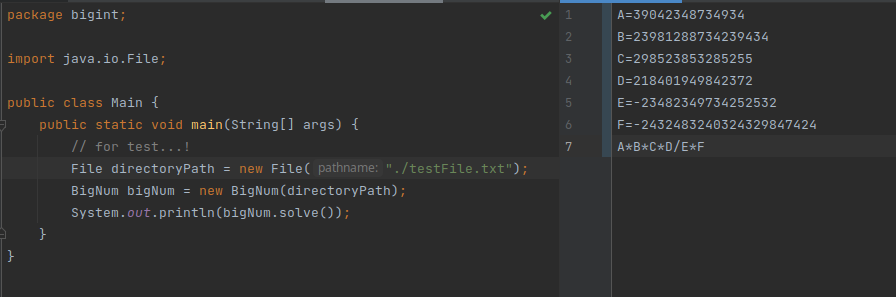 package bigint;
import java.io.File;
public class Main {
public static void main(String[] args) {
// for test...!
File directoryPath = new File( pathname: "./testFile.txt");
BigNum bigNum = new BigNum(directoryPath);
System.out.println(bigNum.solve());
}
}
1 A=39042348734934
2 B=23981288734239434
3 C=298523853285255
4 D=218401949842372
5 E=-23482349734252532
6 F=-2432483240324329847424
7 A*B*C*D/E*F